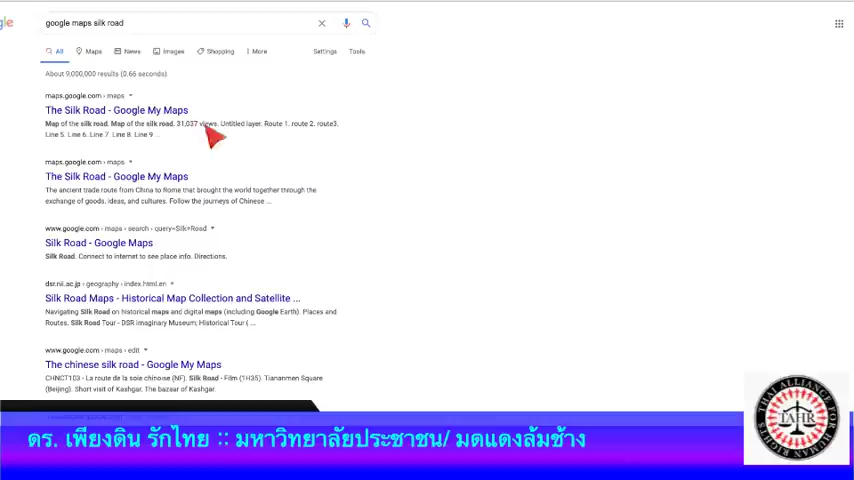 gle
google maps silk road
All Maps News Images Shopping More Settings Tools
About 9,000,000 results (0.66 seconds)
maps.google.com › maps
The Silk Road - Google My Maps
Map of the silk road. Map of the silk road. 31,037 views. Untitled layer. Route 1. route 2. route3.
Line 5. Line 6. Line 7. Line 8. Line 9 ...
maps.google.com › maps
The Silk Road - Google My Maps
The ancient trade route from China to Rome that brought the world together through the
exchange of goods, ideas, and cultures. Follow the journeys of Chinese ...
www.google.com › maps › search › query=Silk+Road
Silk Road - Google Maps
Silk Road. Connect to internet to see place info. Directions.
dsr.nii.ac.jp › geography › index.html.en
Silk Road Maps - Historical Map Collection and Satellite ...
Navigating Silk Road on historical maps and digital maps (including Google Earth). Places and
Routes. Silk Road Tour - DSR imaginary Museum; Historical Tour ( ...
www.google.com › maps › edit
The chinese silk road - Google My Maps
CHNCT103 - La route de la soie chinoise (NF). Silk Road - Film (1H35). Tiananmen Square
(Beijing). Short visit of Kashgar. The bazaar of Kashgar.
ดร. เพียงดิน รักไทย :: มหาวิทยาลัยประชาชน/ มดแดงล้มช้าง
THAI ALLIANCE FOR HUMAN RIGHTS
TAHR